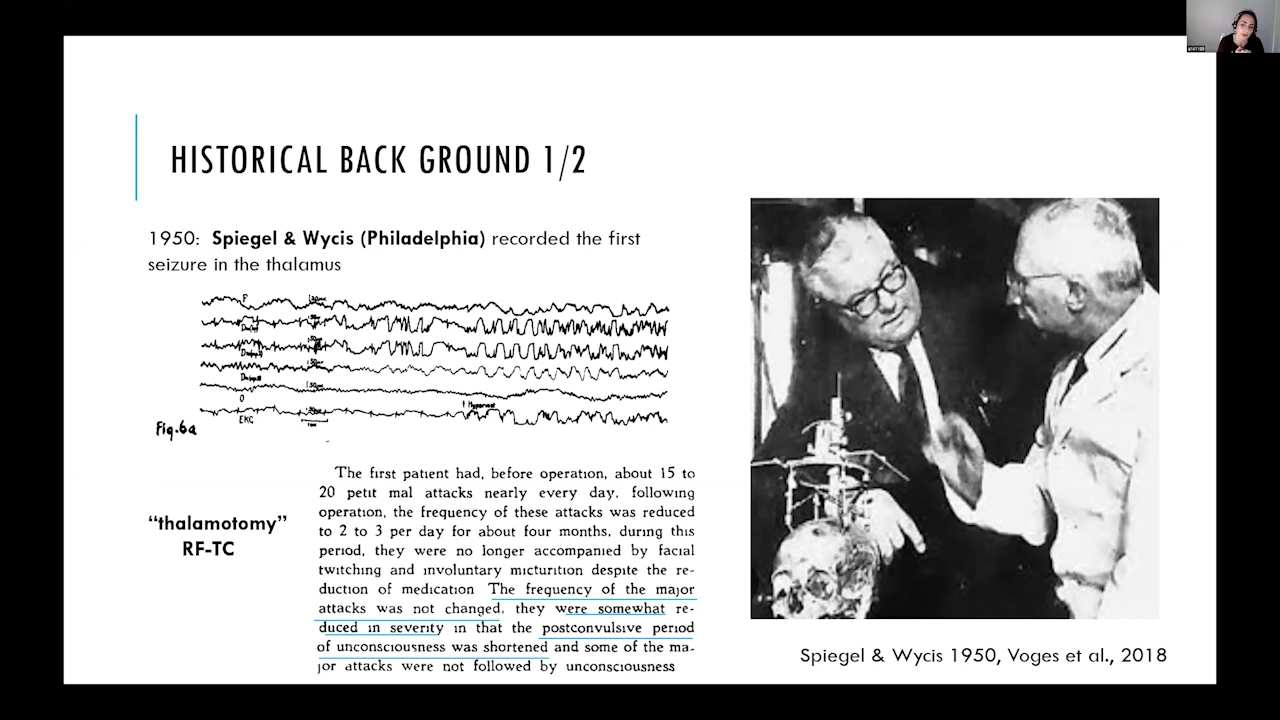 HISTORICAL BACK GROUND 1/2
1950: Spiegel & Wycis (Philadelphia) recorded the first
seizure in the thalamus
F
O
EKG
Fig.6a
"thalamotomy"
RF-TC
The first patient had, before operation, about 15 to
20 petit mal attacks nearly every day. following
operation, the frequency of these attacks was reduced
to 2 to 3 per day for about four months, during this
period, they were no longer accompanied by facial
twitching and involuntary micturition despite the re-
duction of medication The frequency of the major
attacks was not changed, they were somewhat re-
duced in severity in that the postconvulsive period
of unconsciousness was shortened and some of the ma-
jor attacks were not followed by unconsciousness
Spiegel & Wycis 1950, Voges et al., 2018